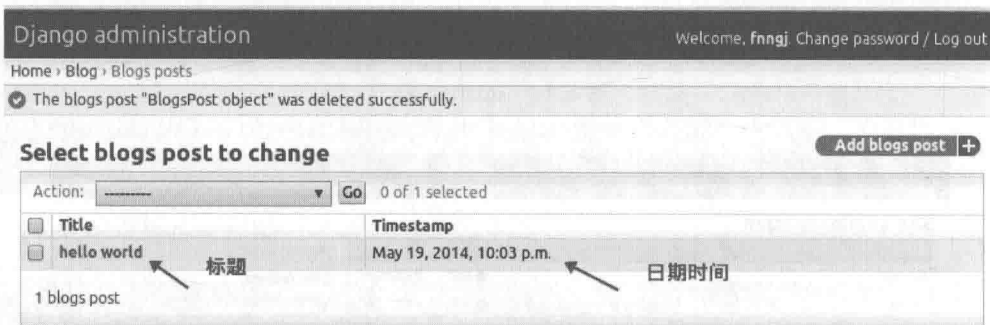 Django administration
Welcome, fnngj. Change password / Log out
Home › Blog › Blogs posts
The blogs post "BlogsPost object" was deleted successfully.
Select blogs post to change
Add blogs post +
Action: --------- Go 0 of 1 selected
Title Timestamp
hello world May 19, 2014, 10:03 p.m.
标题 日期时间
1 blogs post